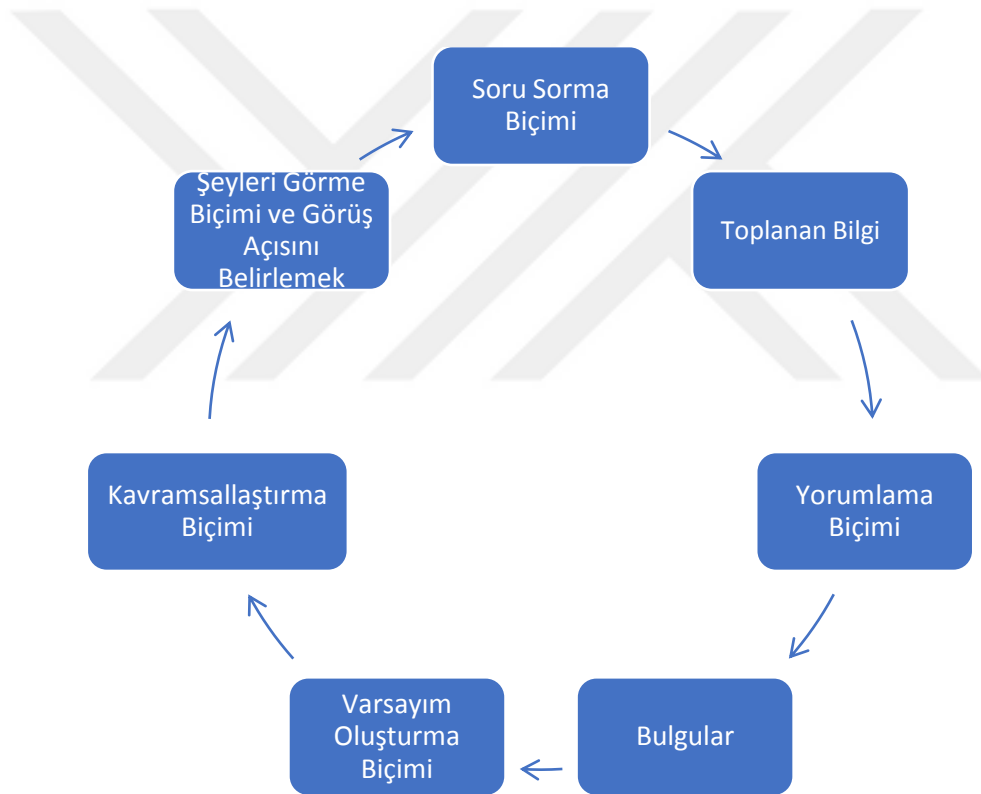 Soru Sorma
Biçimi
Toplanan Bilgi
Yorumlama
Biçimi
Bulgular
Varsayım
Oluşturma
Biçimi
Kavramsallaştırma
Biçimi
Şeyleri Görme
Biçimi ve Görüş
Açısını
Belirlemek